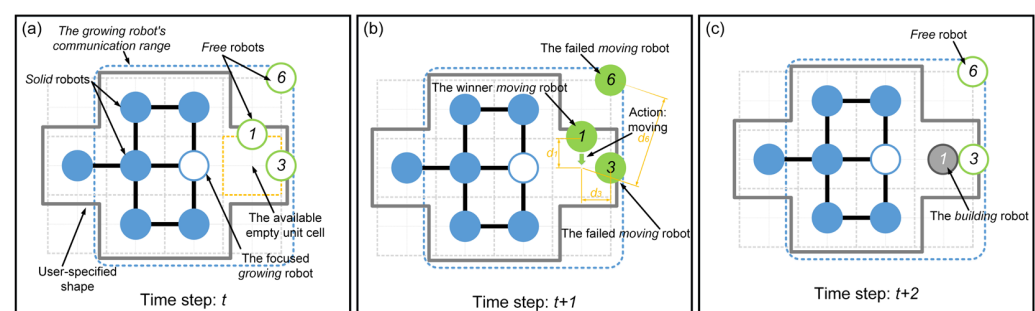 (a)
The growing robot's
communication range
Free robots
6
Solid robots
1
3
The available
empty unit cell
The focused
growing robot
User-specified
shape
Time step: t
(b)
The failed moving robot
6
The winner moving robot
1
Action:
moving
d₆
d₁
3
d₃
The failed moving robot
Time step: t+1
(c)
Free robot
6
1
3
The building robot
Time step: t+2